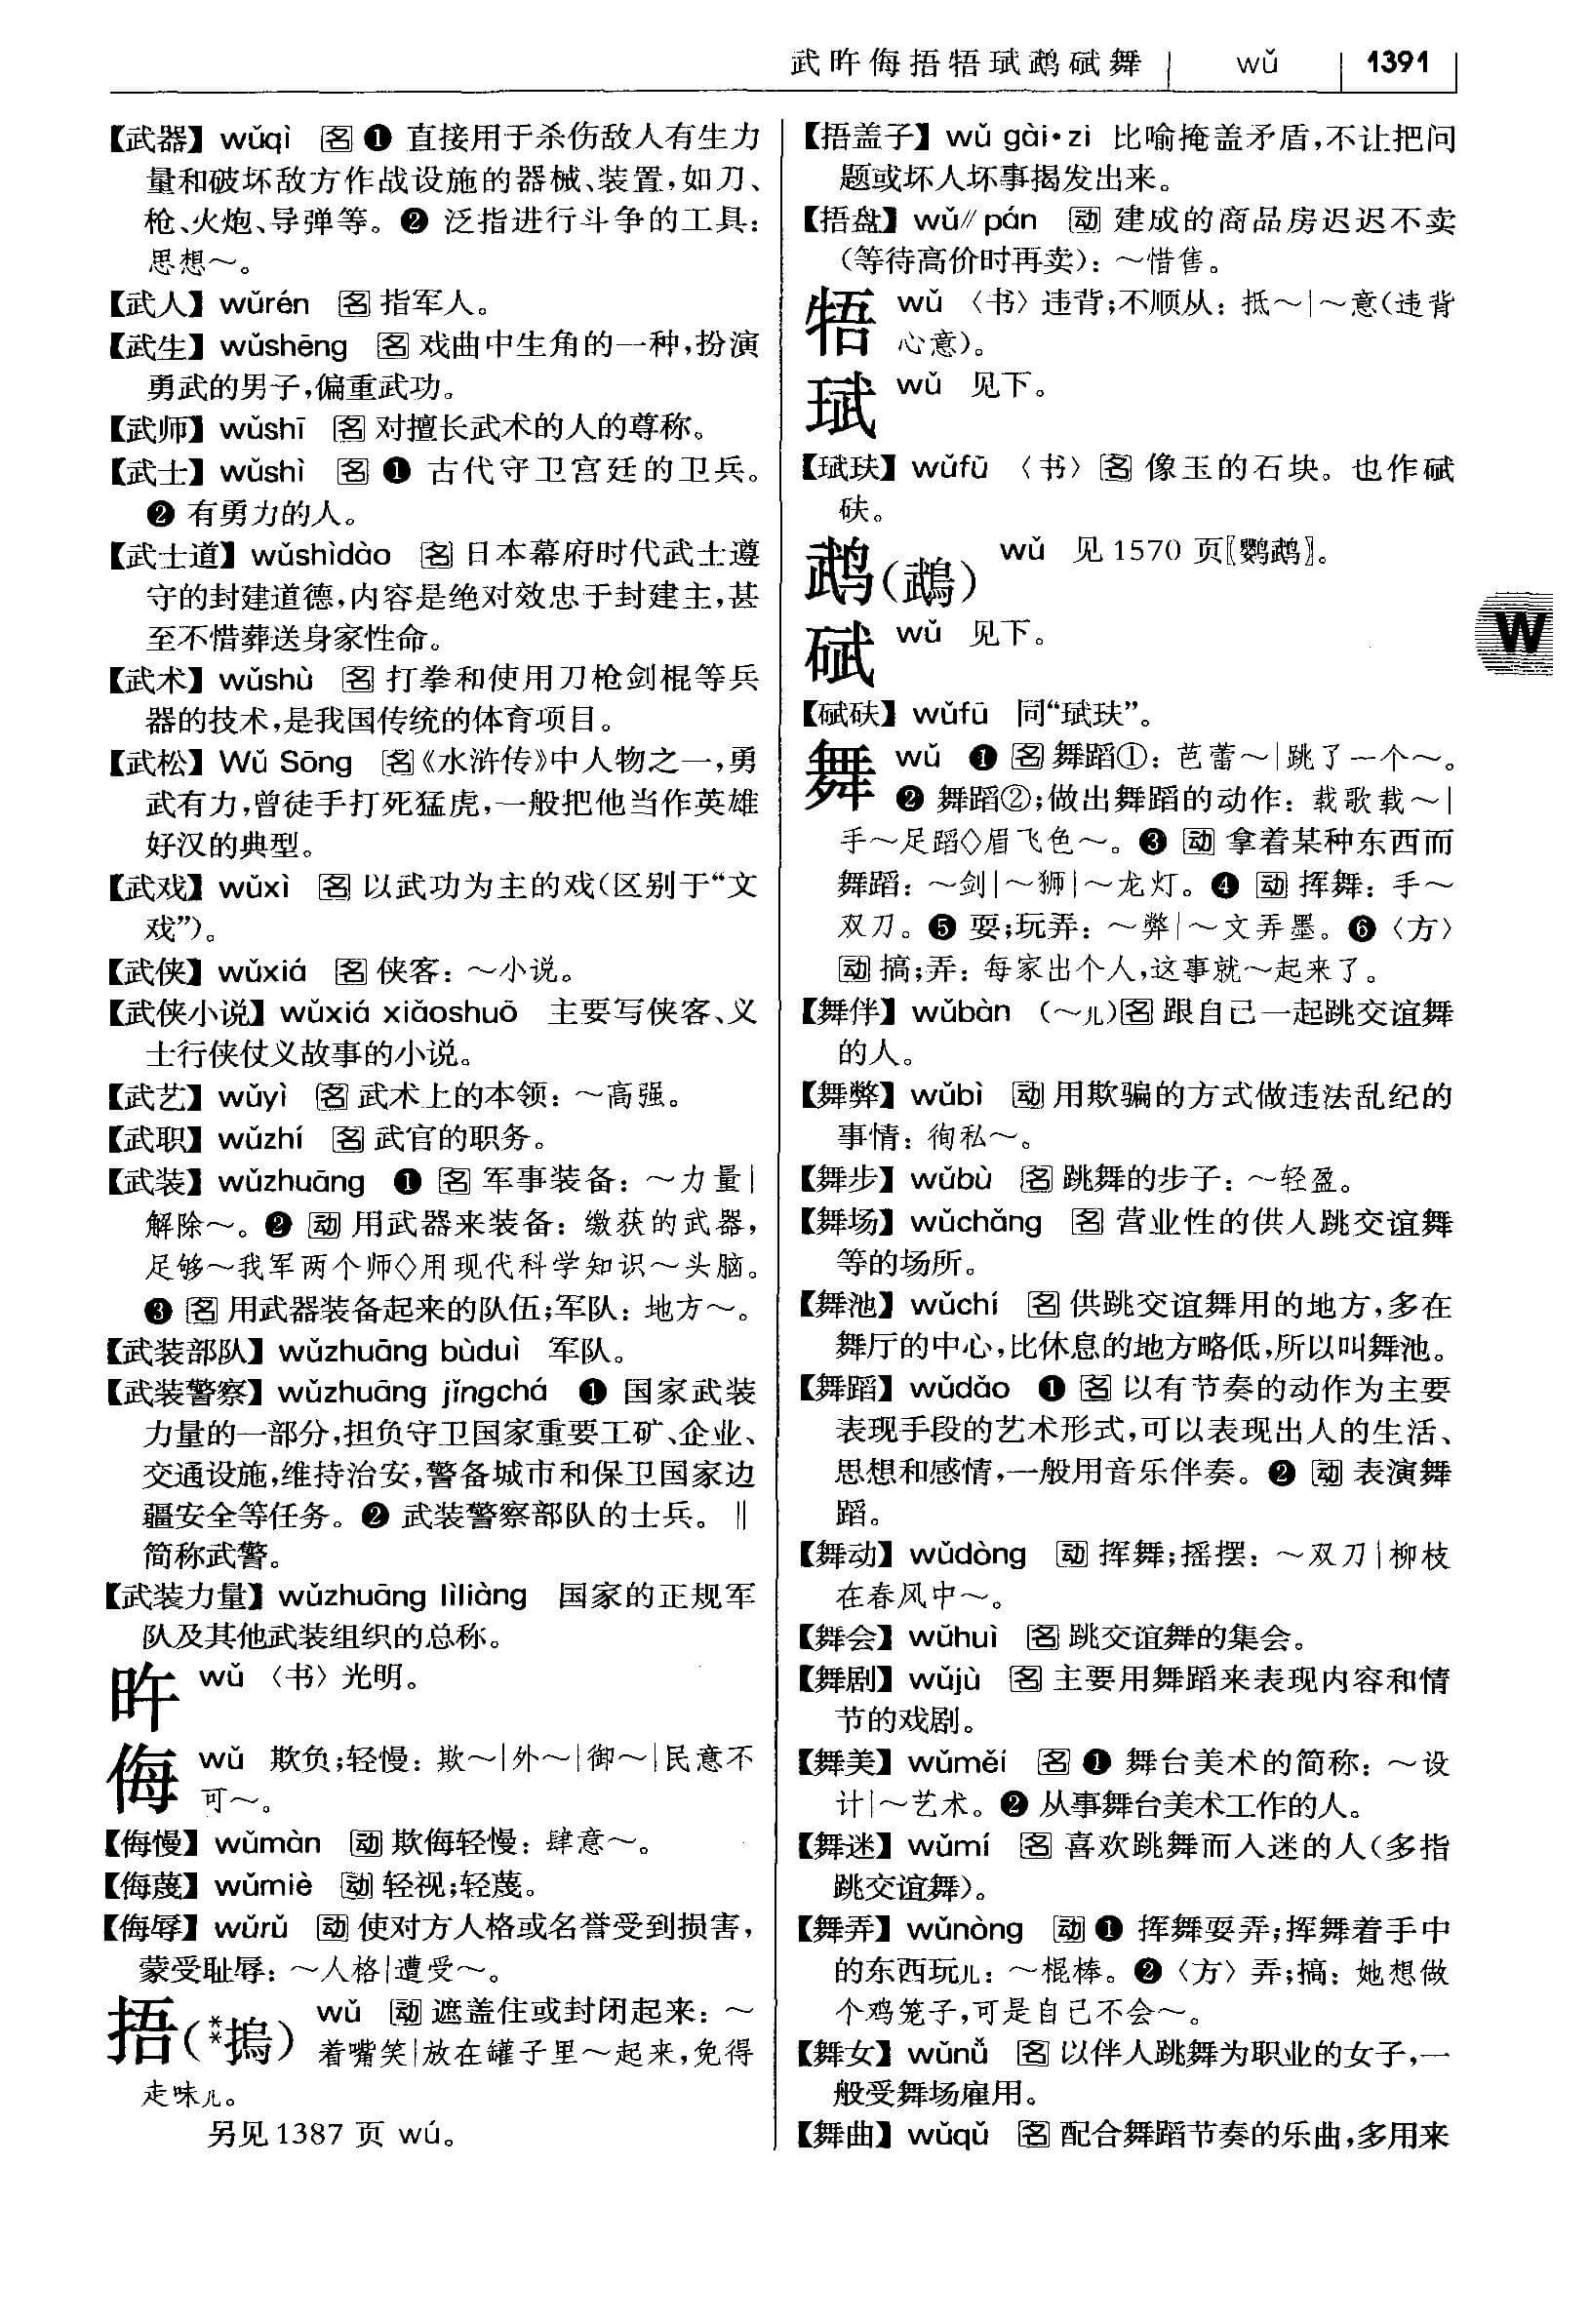 武旿侮捂牾珷鹉碔舞 wǔ 1391
【武器】 wǔqì 名 ❶ 直接用于杀伤敌人有生力
量和破坏敌方作战设施的器械、装置,如刀、
枪、火炮、导弹等。❷ 泛指进行斗争的工具:
思想~。
【武人】 wǔrén 名 指军人。
【武生】 wǔshēng 名 戏曲中生角的一种,扮演
勇武的男子,偏重武功。
【武师】 wǔshī 名 对擅长武术的人的尊称。
【武士】 wǔshì 名 ❶ 古代守卫宫廷的卫兵。
❷ 有勇力的人。
【武士道】 wǔshìdào 名 日本幕府时代武士遵
守的封建道德,内容是绝对效忠于封建主,甚
至不惜葬送身家性命。
【武术】 wǔshù 名 打拳和使用刀枪剑棍等兵
器的技术,是我国传统的体育项目。
【武松】 Wǔ Sōng 名《水浒传》中人物之一,勇
武有力,曾徒手打死猛虎,一般把他当作英雄
好汉的典型。
【武戏】 wǔxì 名 以武功为主的戏(区别于“文
戏”)。
【武侠】 wǔxiá 名 侠客: ~小说。
【武侠小说】 wǔxiá xiǎoshuō 主要写侠客、义
士行侠仗义故事的小说。
【武艺】 wǔyì 名 武术上的本领: ~高强。
【武职】 wǔzhí 名 武官的职务。
【武装】 wǔzhuāng ❶ 名 军事装备: ~力量|
解除~。❷ 动 用武器来装备: 缴获的武器,
足够~我军两个师◇用现代科学知识~头脑。
❸ 名 用武器装备起来的队伍;军队: 地方~。
【武装部队】 wǔzhuāng bùduì 军队。
【武装警察】 wǔzhuāng jǐngchá ❶ 国家武装
力量的一部分,担负守卫国家重要工矿、企业、
交通设施,维持治安,警备城市和保卫国家边
疆安全等任务。❷ 武装警察部队的士兵。‖
简称武警。
【武装力量】 wǔzhuāng lìliàng 国家的正规军
队及其他武装组织的总称。
旿 wǔ 〈书〉光明。
侮 wǔ 欺负;轻慢: 欺~|外~|御~|民意不
可~。
【侮慢】 wǔmàn 动 欺侮轻慢: 肆意~。
【侮蔑】 wǔmiè 动 轻视;轻蔑。
【侮辱】 wǔrǔ 动 使对方人格或名誉受到损害,
蒙受耻辱: ~人格|遭受~。
捂(**摀) wǔ 动 遮盖住或封闭起来: ~
着嘴笑|放在罐子里~起来,免得
走味儿。
另见 1387 页 wú。
【捂盖子】 wǔ gài·zi 比喻掩盖矛盾,不让把问
题或坏人坏事揭发出来。
【捂盘】 wǔ∥pán 动 建成的商品房迟迟不卖
(等待高价时再卖): ~惜售。
牾 wǔ 〈书〉违背;不顺从: 抵~|~意(违背
心意)。
珷 wǔ 见下。
【珷玞】 wǔfū 〈书〉 名 像玉的石块。也作碔
砆。
鹉(鵡) wǔ 见 1570 页〖鹦鹉〗。
碔 wǔ 见下。
【碔砆】 wǔfū 同“珷玞”。
舞 wǔ ❶ 名 舞蹈①: 芭蕾~|跳了一个~。
❷ 舞蹈②;做出舞蹈的动作: 载歌载~|
手~足蹈◇眉飞色~。❸ 动 拿着某种东西而
舞蹈: ~剑|~狮|~龙灯。❹ 动 挥舞: 手~
双刀。❺ 耍;玩弄: ~弊|~文弄墨。❻〈方〉
动 搞;弄: 每家出个人,这事就~起来了。
【舞伴】 wǔbàn (~儿)名 跟自己一起跳交谊舞
的人。
【舞弊】 wǔbì 动 用欺骗的方式做违法乱纪的
事情: 徇私~。
【舞步】 wǔbù 名 跳舞的步子: ~轻盈。
【舞场】 wǔchǎng 名 营业性的供人跳交谊舞
等的场所。
【舞池】 wǔchí 名 供跳交谊舞用的地方,多在
舞厅的中心,比休息的地方略低,所以叫舞池。
【舞蹈】 wǔdǎo ❶ 名 以有节奏的动作为主要
表现手段的艺术形式,可以表现出人的生活、
思想和感情,一般用音乐伴奏。❷ 动 表演舞
蹈。
【舞动】 wǔdòng 动 挥舞;摇摆: ~双刀|柳枝
在春风中~。
【舞会】 wǔhuì 名 跳交谊舞的集会。
【舞剧】 wǔjù 名 主要用舞蹈来表现内容和情
节的戏剧。
【舞美】 wǔměi 名 ❶ 舞台美术的简称: ~设
计|~艺术。❷ 从事舞台美术工作的人。
【舞迷】 wǔmí 名 喜欢跳舞而入迷的人(多指
跳交谊舞)。
【舞弄】 wǔnòng 动 ❶ 挥舞耍弄;挥舞着手中
的东西玩儿: ~棍棒。❷〈方〉弄;搞: 她想做
个鸡笼子,可是自己不会~。
【舞女】 wǔnǚ 名 以伴人跳舞为职业的女子,一
般受舞场雇用。
【舞曲】 wǔqǔ 名 配合舞蹈节奏的乐曲,多用来
W